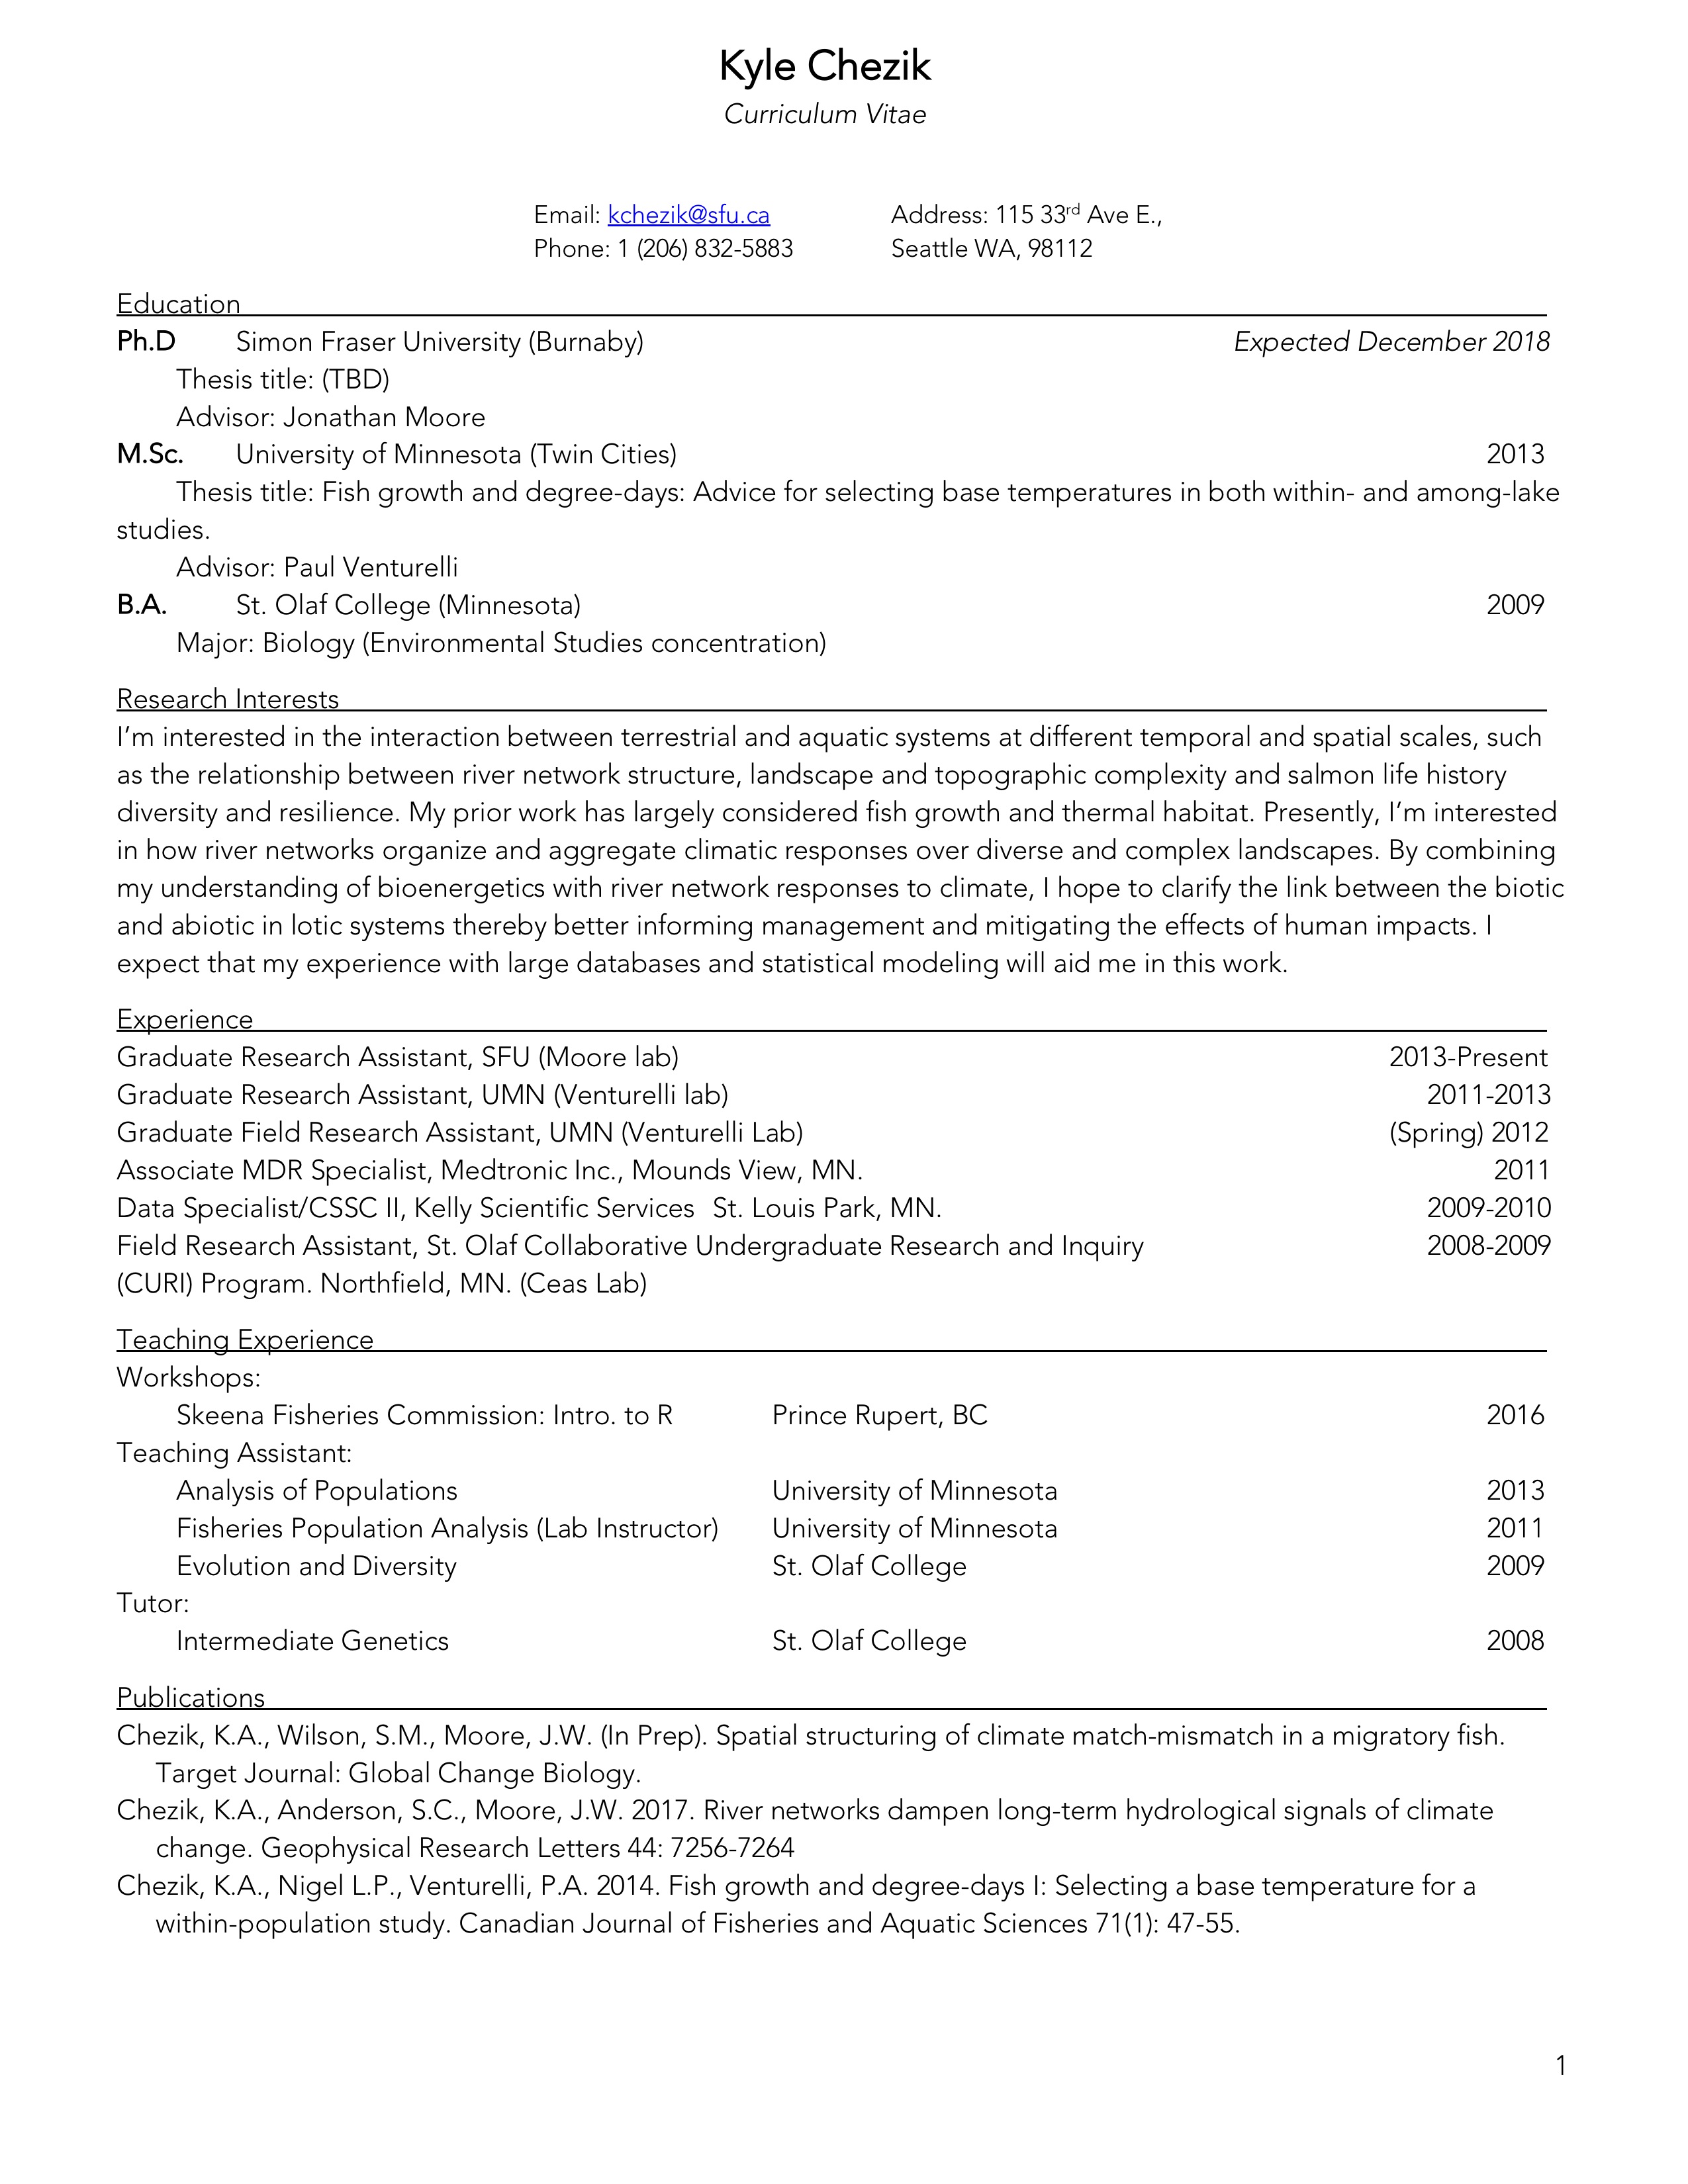 Kyle Chezik
Curriculum Vitae
Email: kchezik@sfu.ca Address: 115 33rd Ave E.,
Phone: 1 (206) 832-5883 Seattle WA, 98112
Education
Ph.D Simon Fraser University (Burnaby) Expected December 2018
Thesis title: (TBD)
Advisor: Jonathan Moore
M.Sc. University of Minnesota (Twin Cities) 2013
Thesis title: Fish growth and degree-days: Advice for selecting base temperatures in both within- and among-lake
studies.
Advisor: Paul Venturelli
B.A. St. Olaf College (Minnesota) 2009
Major: Biology (Environmental Studies concentration)
Research Interests
I'm interested in the interaction between terrestrial and aquatic systems at different temporal and spatial scales, such
as the relationship between river network structure, landscape and topographic complexity and salmon life history
diversity and resilience. My prior work has largely considered fish growth and thermal habitat. Presently, I'm interested
in how river networks organize and aggregate climatic responses over diverse and complex landscapes. By combining
my understanding of bioenergetics with river network responses to climate, I hope to clarify the link between the biotic
and abiotic in lotic systems thereby better informing management and mitigating the effects of human impacts. I
expect that my experience with large databases and statistical modeling will aid me in this work.
Experience
Graduate Research Assistant, SFU (Moore lab) 2013-Present
Graduate Research Assistant, UMN (Venturelli lab) 2011-2013
Graduate Field Research Assistant, UMN (Venturelli Lab) (Spring) 2012
Associate MDR Specialist, Medtronic Inc., Mounds View, MN. 2011
Data Specialist/CSSC II, Kelly Scientific Services St. Louis Park, MN. 2009-2010
Field Research Assistant, St. Olaf Collaborative Undergraduate Research and Inquiry 2008-2009
(CURI) Program. Northfield, MN. (Ceas Lab)
Teaching Experience
Workshops:
Skeena Fisheries Commission: Intro. to R Prince Rupert, BC 2016
Teaching Assistant:
Analysis of Populations University of Minnesota 2013
Fisheries Population Analysis (Lab Instructor) University of Minnesota 2011
Evolution and Diversity St. Olaf College 2009
Tutor:
Intermediate Genetics St. Olaf College 2008
Publications
Chezik, K.A., Wilson, S.M., Moore, J.W. (In Prep). Spatial structuring of climate match-mismatch in a migratory fish.
Target Journal: Global Change Biology.
Chezik, K.A., Anderson, S.C., Moore, J.W. 2017. River networks dampen long-term hydrological signals of climate
change. Geophysical Research Letters 44: 7256-7264
Chezik, K.A., Nigel L.P., Venturelli, P.A. 2014. Fish growth and degree-days I: Selecting a base temperature for a
within-population study. Canadian Journal of Fisheries and Aquatic Sciences 71(1): 47-55.
1